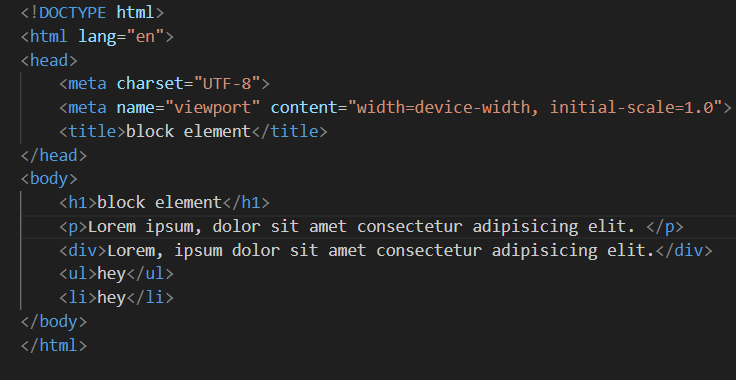 <!DOCTYPE html>
<html lang="en">
<head>
    <meta charset="UTF-8">
    <meta name="viewport" content="width=device-width, initial-scale=1.0">
    <title>block element</title>
</head>
<body>
    <h1>block element</h1>
    <p>Lorem ipsum, dolor sit amet consectetur adipisicing elit. </p>
    <div>Lorem, ipsum dolor sit amet consectetur adipisicing elit.</div>
    <ul>hey</ul>
    <li>hey</li>
</body>
</html>